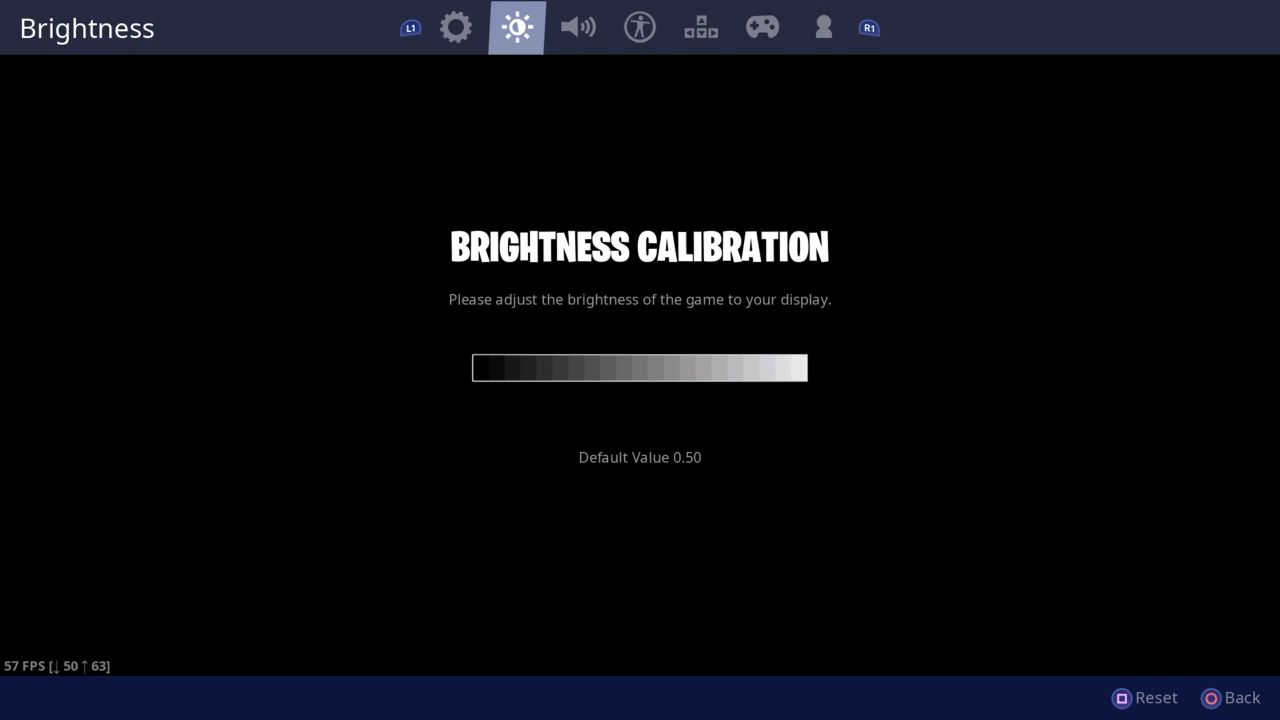 Brightness
L1
R1
BRIGHTNESS CALIBRATION
Please adjust the brightness of the game to your display.
Default Value 0.50
57 FPS [↓ 50 ↑ 63]
Reset
Back